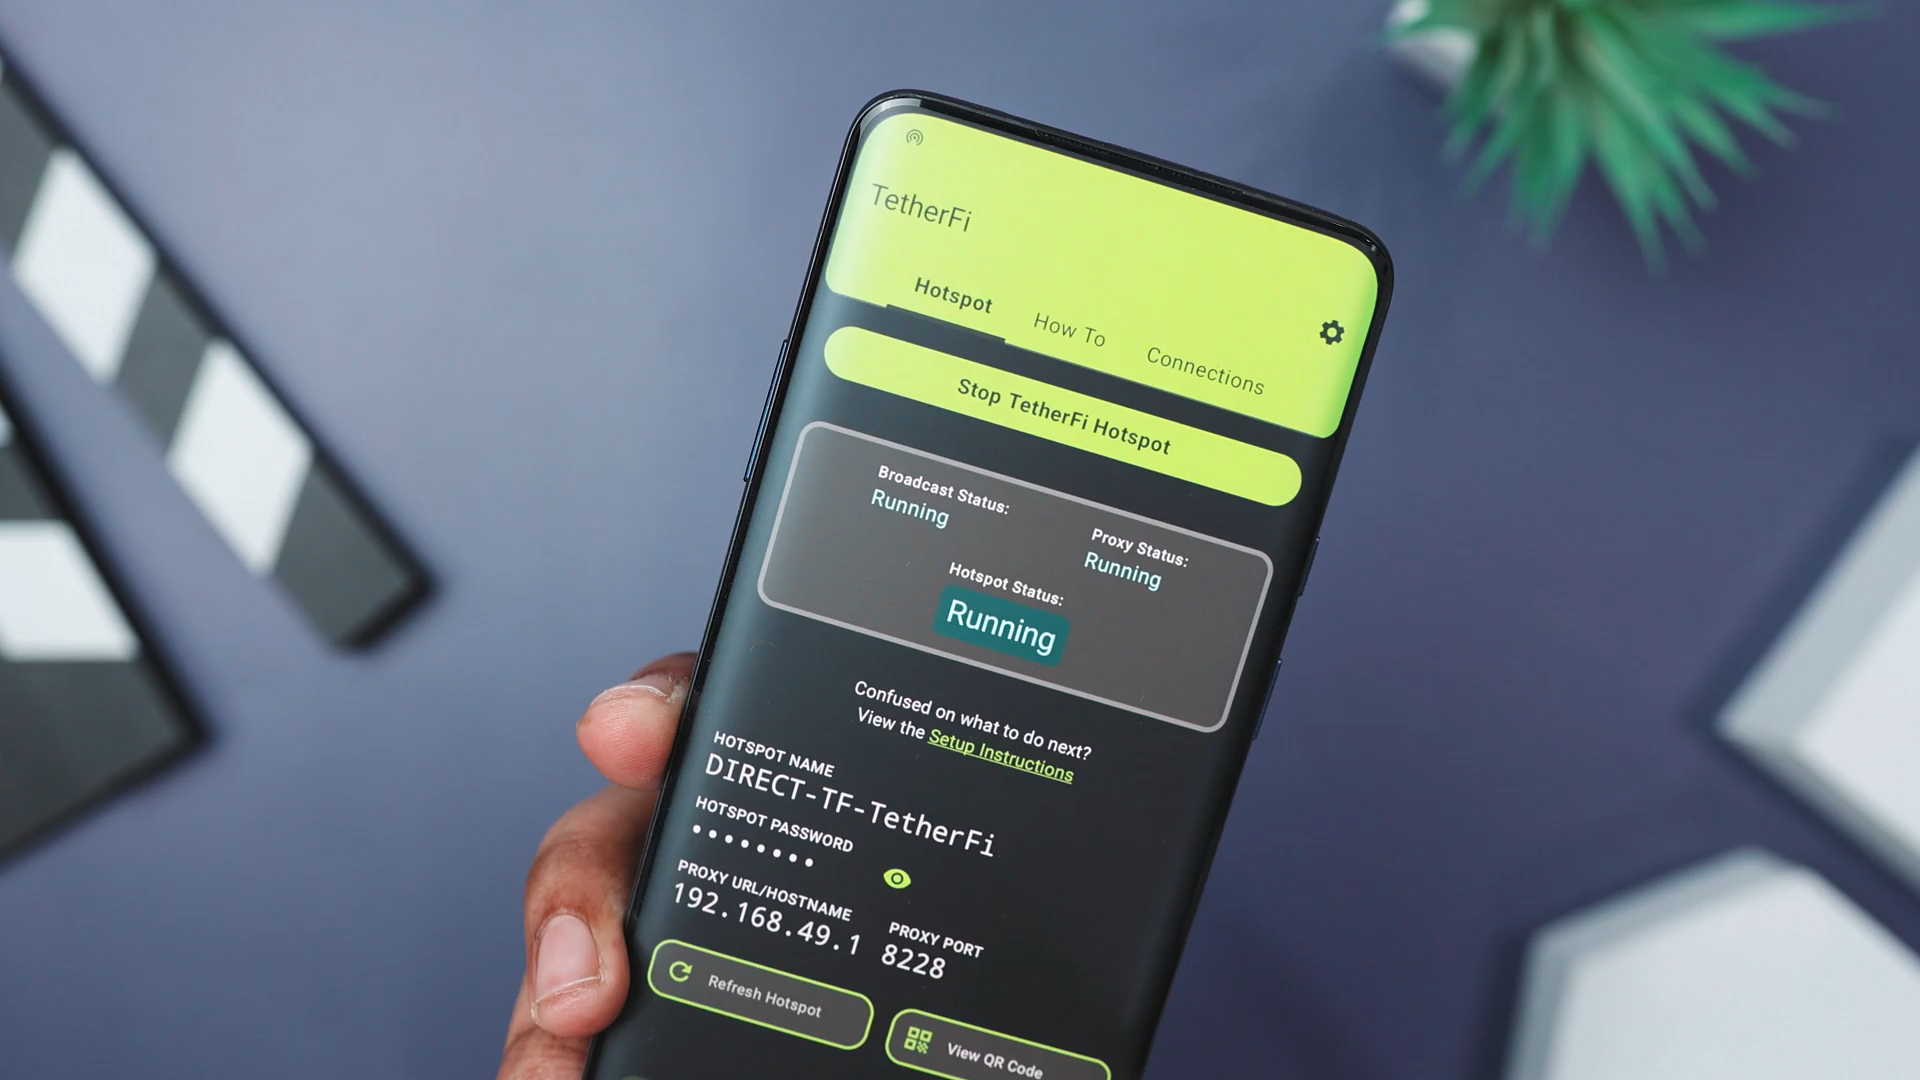 TetherFi
Hotspot
How To
Connections
Stop TetherFi Hotspot
Broadcast Status:
Running
Proxy Status:
Running
Hotspot Status:
Running
Confused on what to do next?
View the Setup Instructions
HOTSPOT NAME
DIRECT-TF-TetherFi
HOTSPOT PASSWORD
••••••••
PROXY URL/HOSTNAME
192.168.49.1
PROXY PORT
8228
Refresh Hotspot
View QR Code